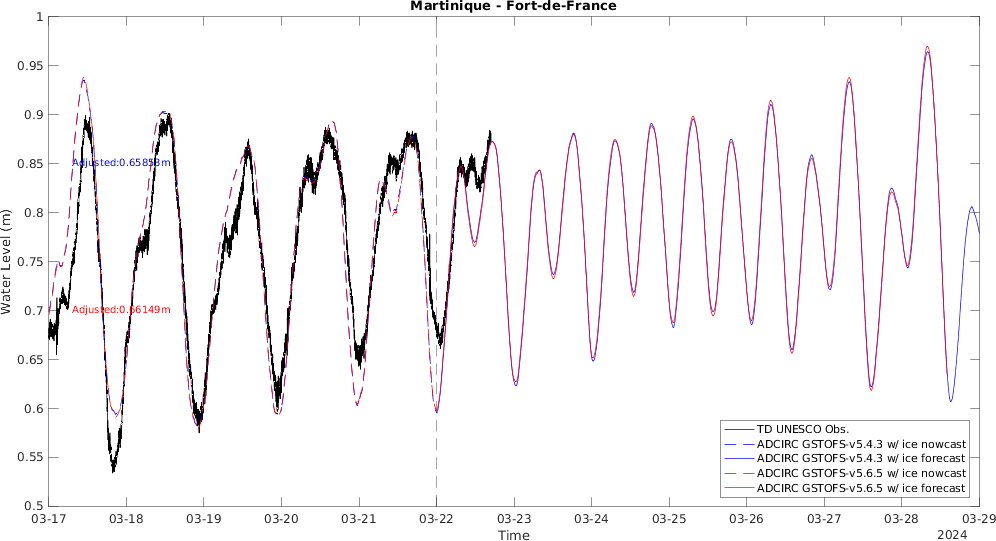 Martinique - Fort-de-France
Water Level (m)
1
0.95
0.9
0.85
0.8
0.75
0.7
0.65
0.6
0.55
0.5
Adjusted:0.65853m
Adjusted:0.66149m
TD UNESCO Obs.
ADCIRC GSTOFS-v5.4.3 w/ ice nowcast
ADCIRC GSTOFS-v5.4.3 w/ ice forecast
ADCIRC GSTOFS-v5.6.5 w/ ice nowcast
ADCIRC GSTOFS-v5.6.5 w/ ice forecast
03-17 03-18 03-19 03-20 03-21 03-22 03-23 03-24 03-25 03-26 03-27 03-28 03-29
Time
2024